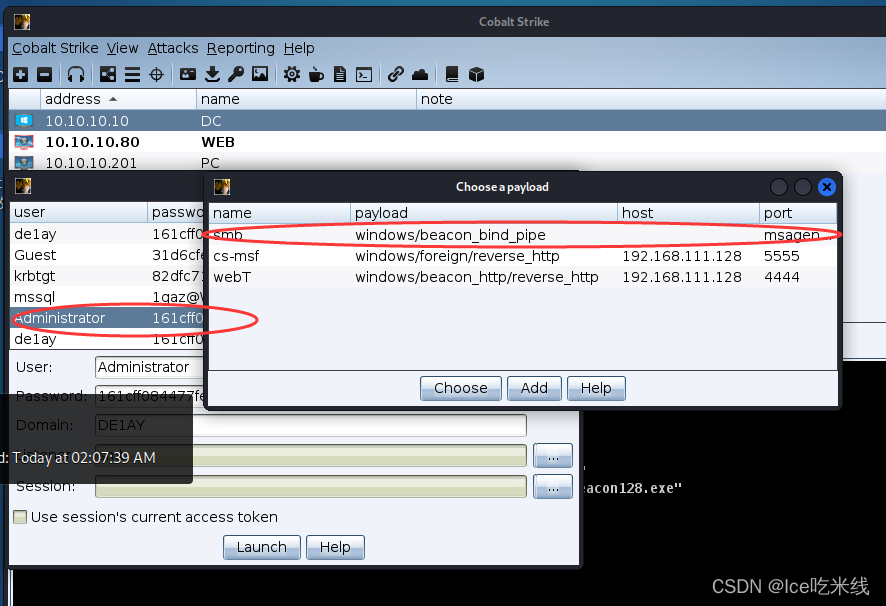 Cobalt Strike
Cobalt Strike View Attacks Reporting Help
address name note
10.10.10.10 DC
10.10.10.80 WEB
10.10.10.201 PC
Choose a payload
user passwo
name payload host port
de1ay 161cff0
smb windows/beacon_bind_pipe msagen...
Guest 31d6cfe
cs-msf windows/foreign/reverse_http 192.168.111.128 5555
krbtgt 82dfc71
webT windows/beacon_http/reverse_http 192.168.111.128 4444
mssql 1qaz@W
Administrator 161cff0
de1ay 161cff0
User: Administrator
Choose Add Help
Password: 161cff084477fe
Domain: DE1AY
d: Today at 02:07:39 AM
...
Session: ...
eacon128.exe"
Use session's current access token
Launch Help
CSDN @Ice吃米线